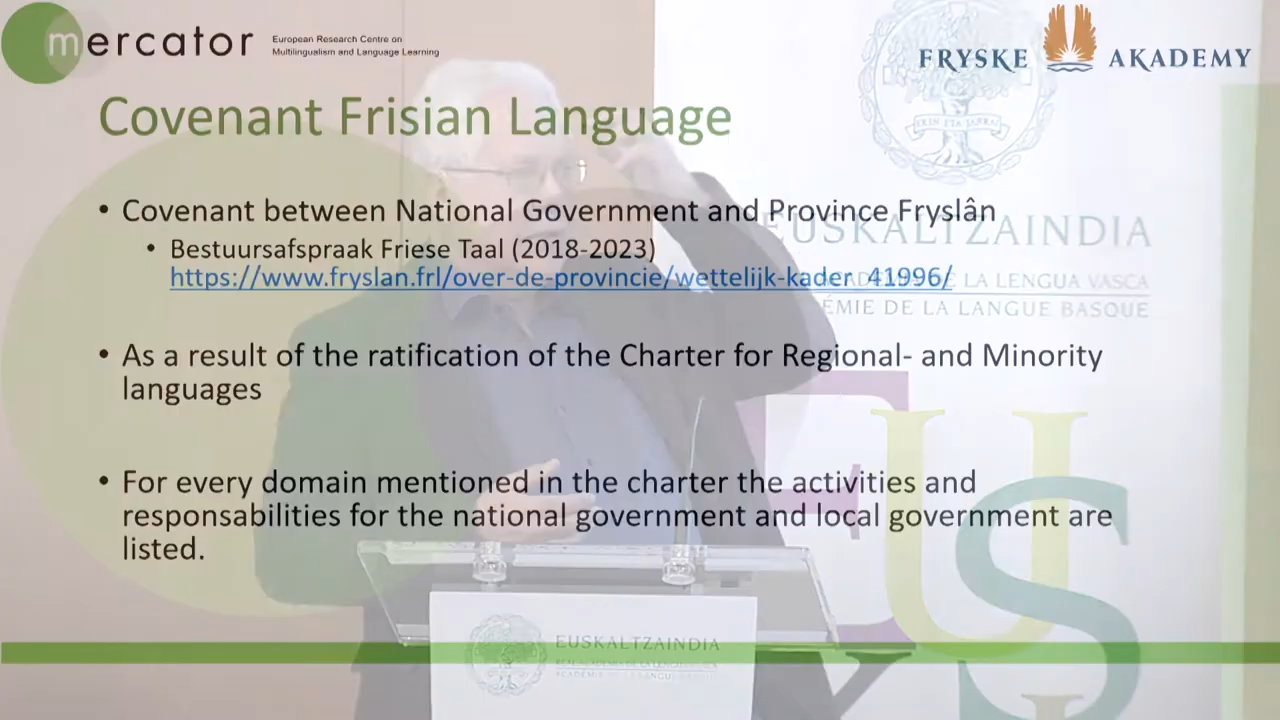 mercator
European Research Centre on
Multilingualism and Language Learning
FRYSKE AKADEMY
Covenant Frisian Language
• Covenant between National Government and Province Fryslân
• Bestuursafspraak Friese Taal (2018-2023)
https://www.fryslan.frl/over-de-provincie/wettelijk-kader_41996/
• As a result of the ratification of the Charter for Regional- and Minority
languages
• For every domain mentioned in the charter the activities and
responsabilities for the national government and local government are
listed.
EUSKALTZAINDIA
LA LENGUA VASCA
DE LA LANGUE BASQUE
EUS
EUSKALTZAINDIA